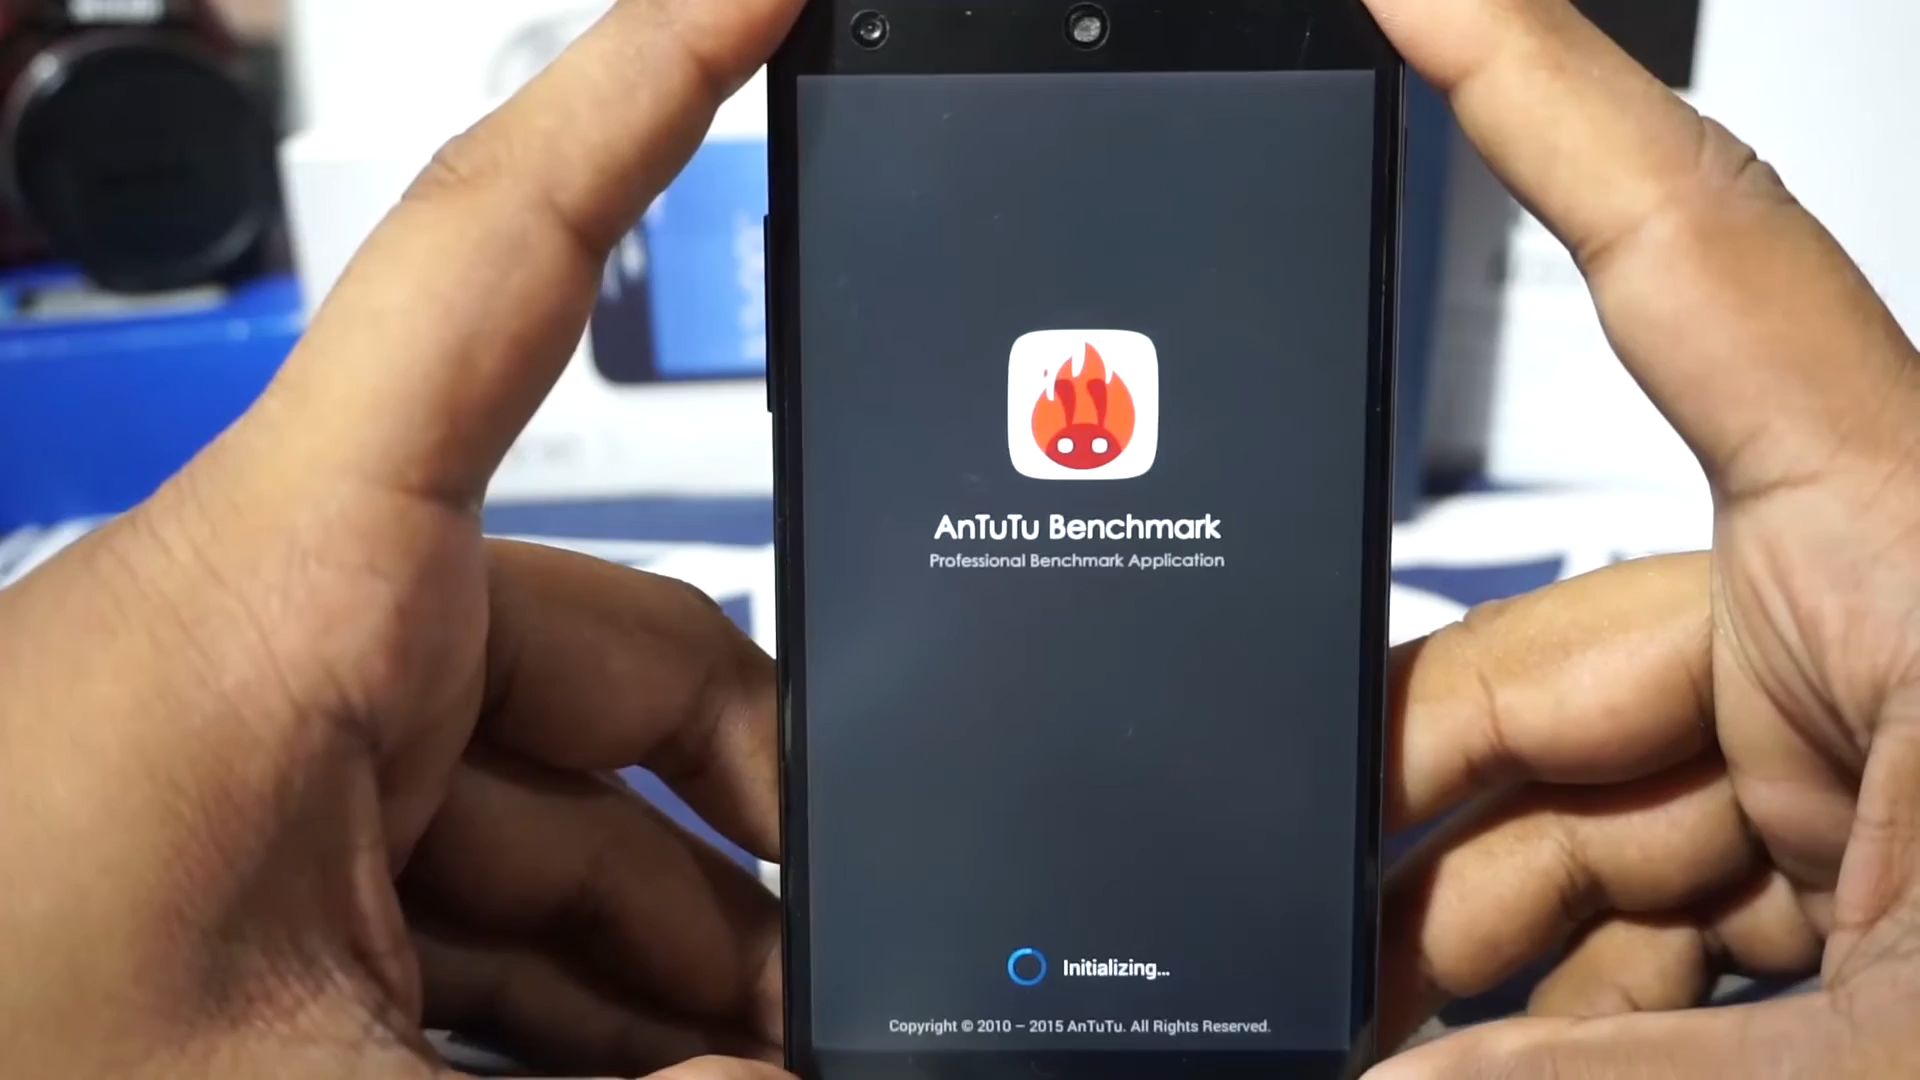 AnTuTu Benchmark
Professional Benchmark Application
Initializing...
Copyright © 2010 – 2015 AnTuTu. All Rights Reserved.